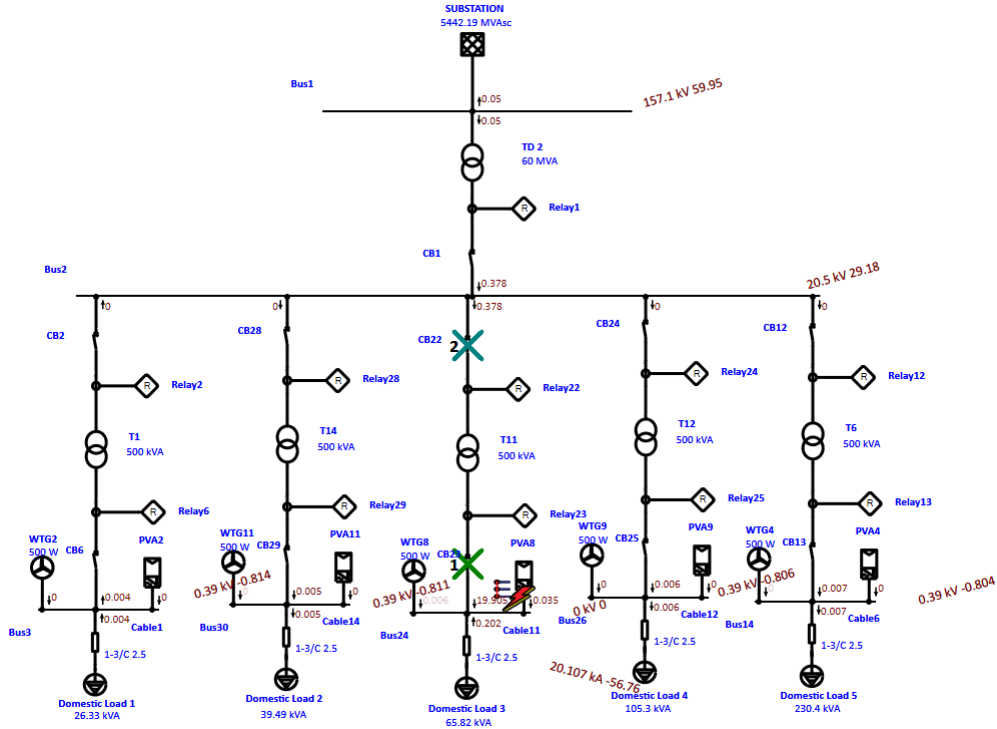 SUBSTATION
5442.19 MVAsc
Bus1
0.05
157.1 kV 59.95
0.05
TD 2
60 MVA
R
Relay1
CB1
Bus2
0.378
20.5 kV 29.18
0
0
0.378
0
0
CB2
CB28
CB22
2
CB24
CB12
R
Relay2
R
Relay28
R
Relay22
R
Relay24
R
Relay12
T1
500 kVA
T14
500 kVA
T11
500 kVA
T12
500 kVA
T6
500 kVA
R
Relay6
R
Relay29
R
Relay23
R
Relay25
R
Relay13
WTG2
500 W
CB6
PVA2
WTG11
500 W
CB29
PVA11
WTG8
500 W
1
PVA8
WTG9
500 W
CB25
PVA9
WTG4
500 W
CB13
PVA4
0
0.004
0
0.39 kV -0.814
0
0.005
0
0.39 kV -0.811
0.006
19.905
0.035
0
0.006
0
0.39 kV -0.806
0
0.007
0
0.39 kV -0.804
Bus3
0.004
Cable1
Bus30
0.005
Cable14
Bus24
0.202
Cable11
0 kV 0
Bus26
0.006
Cable12
Bus14
0.007
Cable6
1-3/C 2.5
1-3/C 2.5
1-3/C 2.5
1-3/C 2.5
1-3/C 2.5
20.107 kA -56.76
Domestic Load 1
26.33 kVA
Domestic Load 2
39.49 kVA
Domestic Load 3
65.82 kVA
Domestic Load 4
105.3 kVA
Domestic Load 5
230.4 kVA